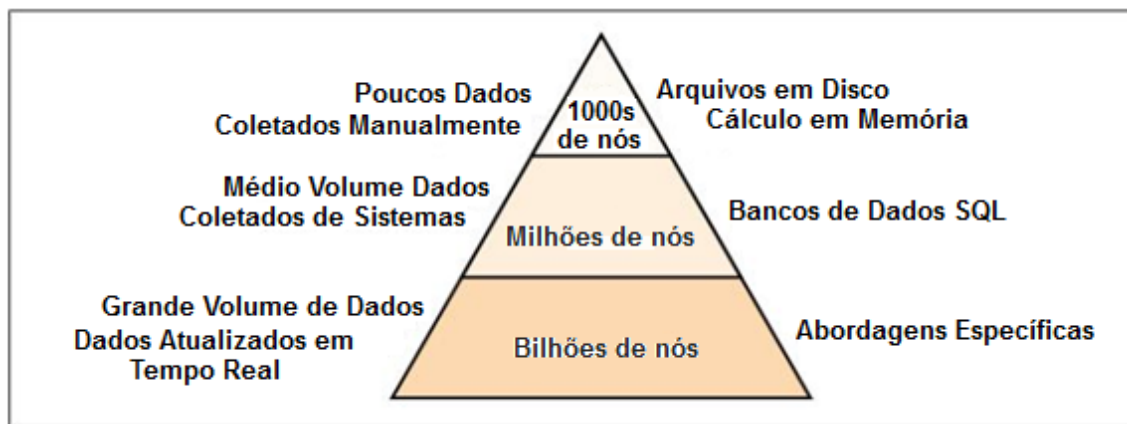 Poucos Dados
Coletados Manualmente
1000s
de nós
Arquivos em Disco
Cálculo em Memória
Médio Volume Dados
Coletados de Sistemas
Milhões de nós
Bancos de Dados SQL
Grande Volume de Dados
Dados Atualizados em
Tempo Real
Bilhões de nós
Abordagens Específicas